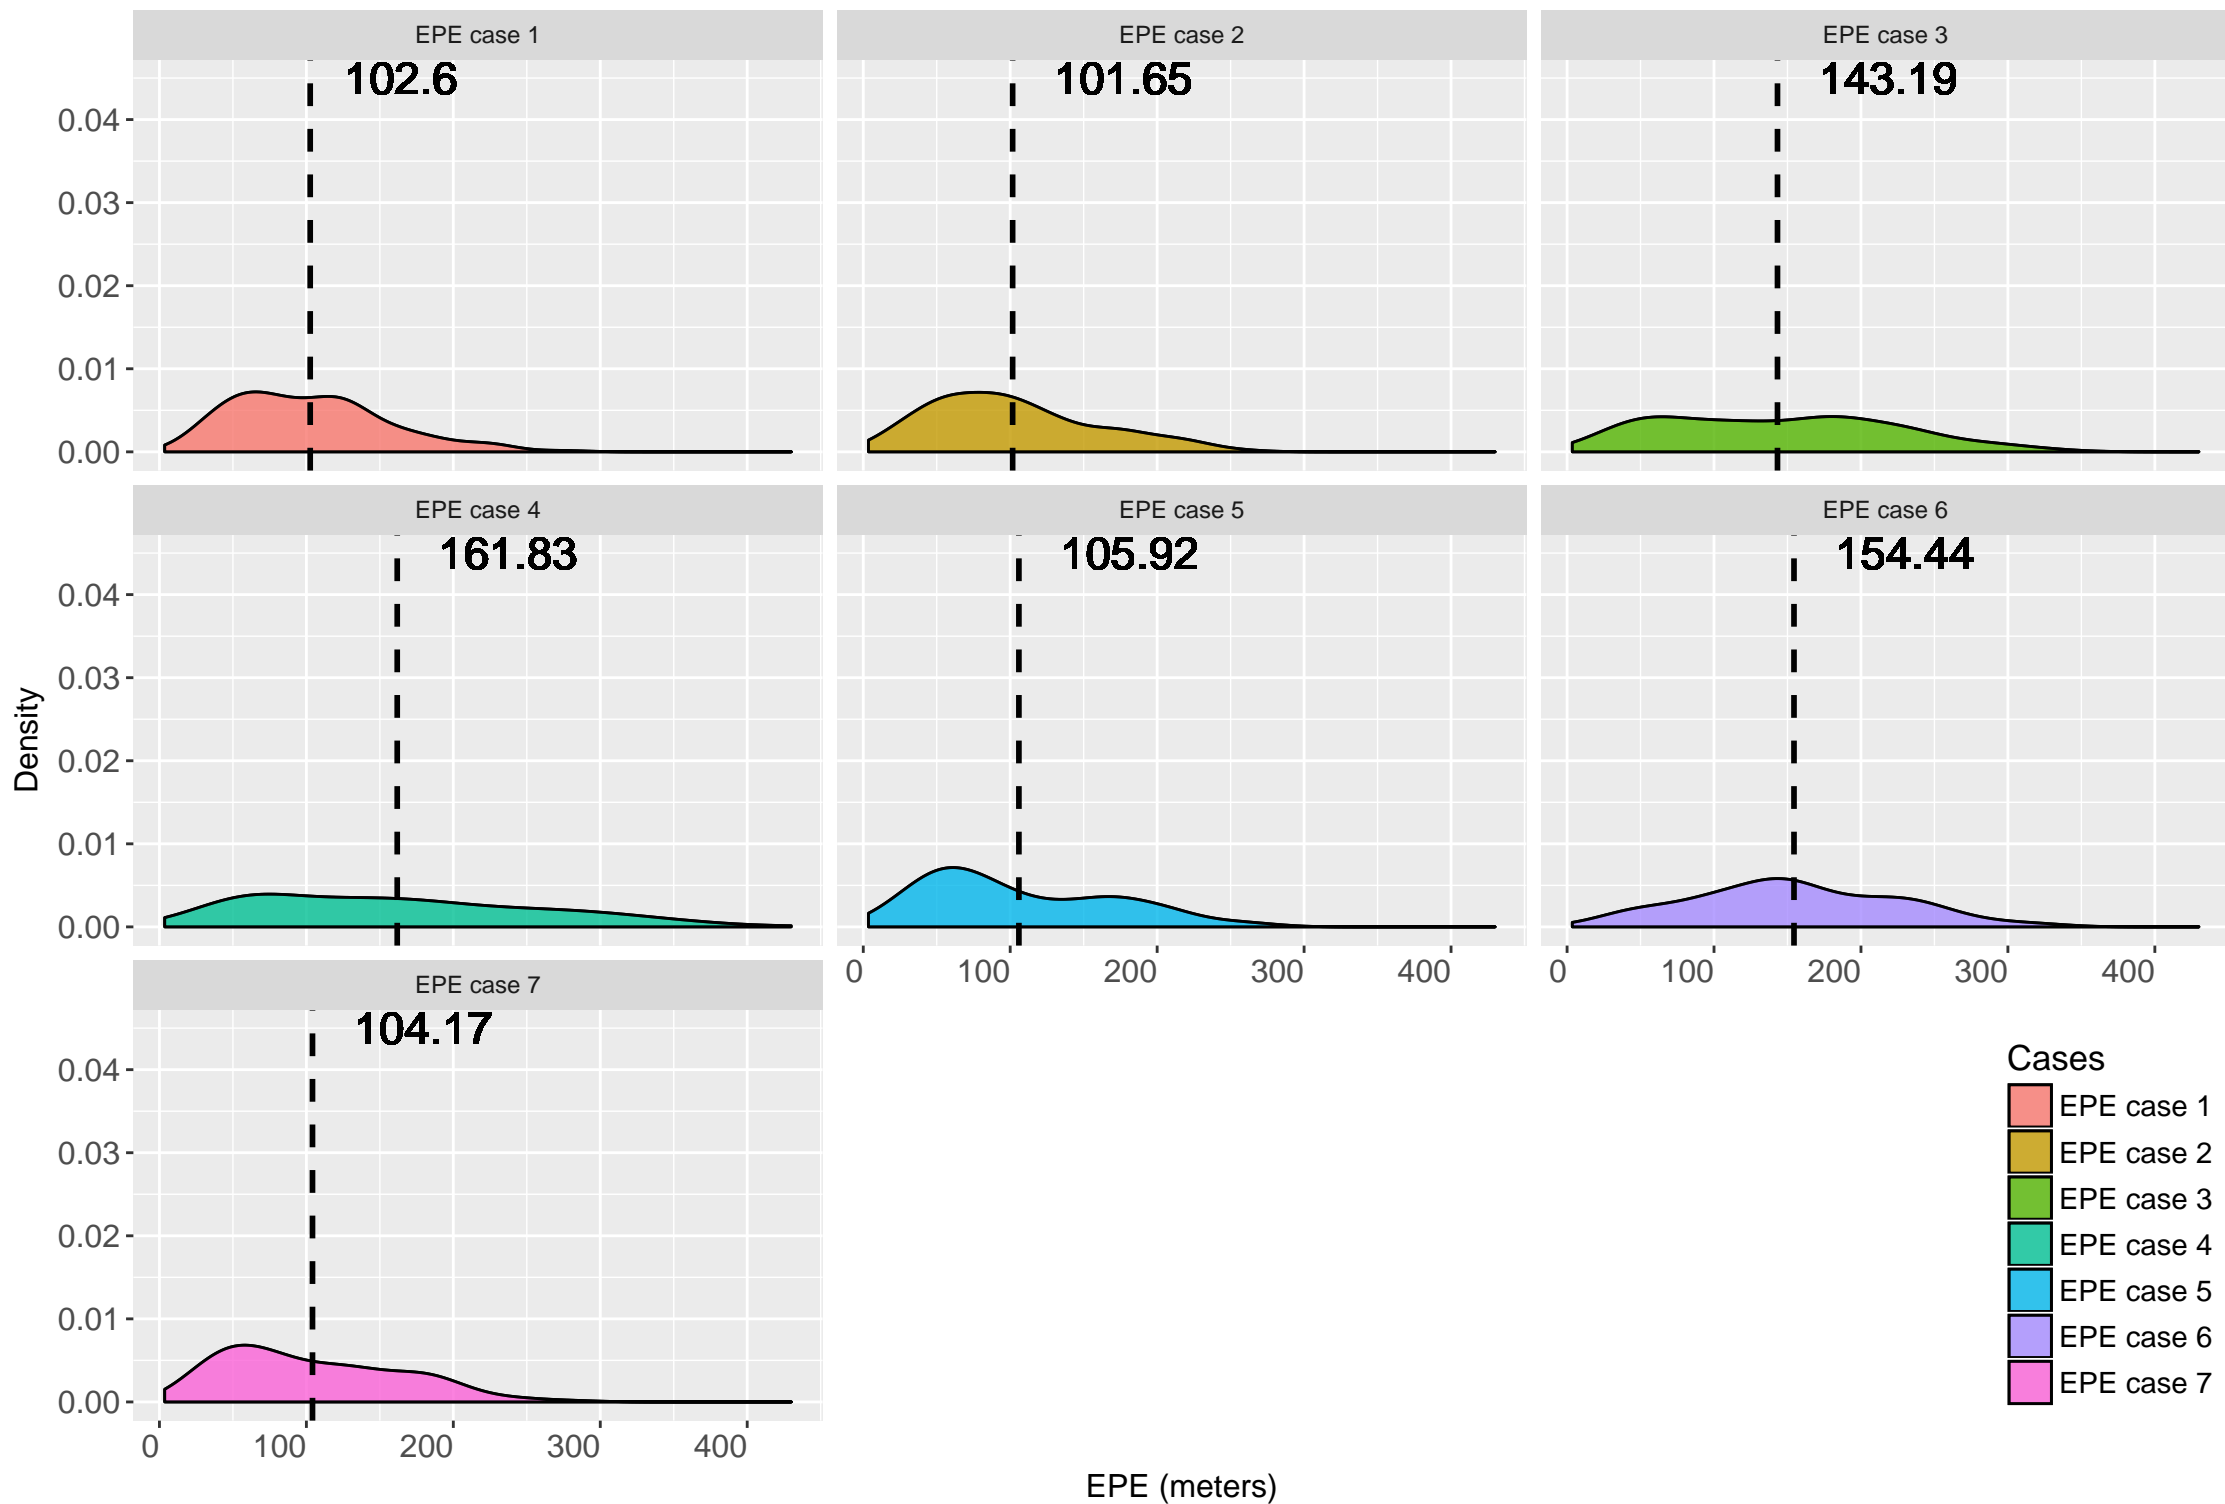 EPE case 1
EPE case 2
EPE case 3
102.6
101.65
143.19
0.04
0.03
0.02
0.01
0.00
EPE case 4
EPE case 5
EPE case 6
161.83
105.92
154.44
0.04
0.03
0.02
0.01
0.00
Density
0 100 200 300 400
0 100 200 300 400
EPE case 7
104.17
0.04
0.03
0.02
0.01
0.00
0 100 200 300 400
EPE (meters)
Cases
EPE case 1
EPE case 2
EPE case 3
EPE case 4
EPE case 5
EPE case 6
EPE case 7